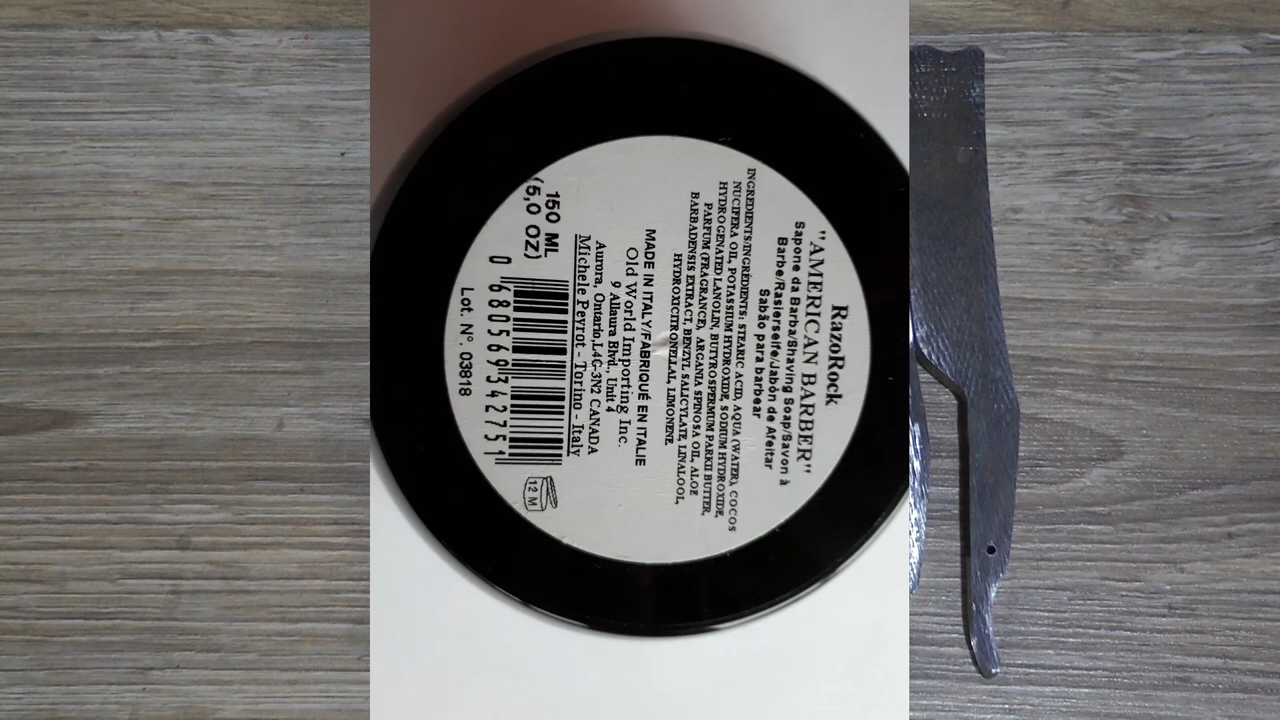 RazoRock
"AMERICAN BARBER"
Sapone da Barba/Shaving Soap/Savon à
Barbe/Rasierseife/Jabòn de Afeitar
Sabão para barbear
INGREDIENTS/INGRÉDIENTS: STEARIC ACID, AQUA (WATER), COCOS
NUCIFERA OIL, POTASSIUM HYDROXIDE, SODIUM HYDROXIDE,
HYDROGENATED LANOLIN, BUTYROSPERMUM PARKII BUTTER,
PARFUM (FRAGRANCE), ARGANIA SPINOSA OIL, ALOE
BARBADENSIS EXTRACT, BENZYL SALICYLATE, LINALOOL,
HYDROXICITRONELLAL, LIMONENE.
MADE IN ITALY/FABRIQUÉ EN ITALIE
Old World Importing Inc.
9 Allaura Blvd., Unit 4
Aurora, Ontario,L4G-3N2 CANADA
Michele Peyrot - Torino - Italy
150 ML
(5,0 OZ)
0 680569 342751
12 M
Lot. N°. 03818